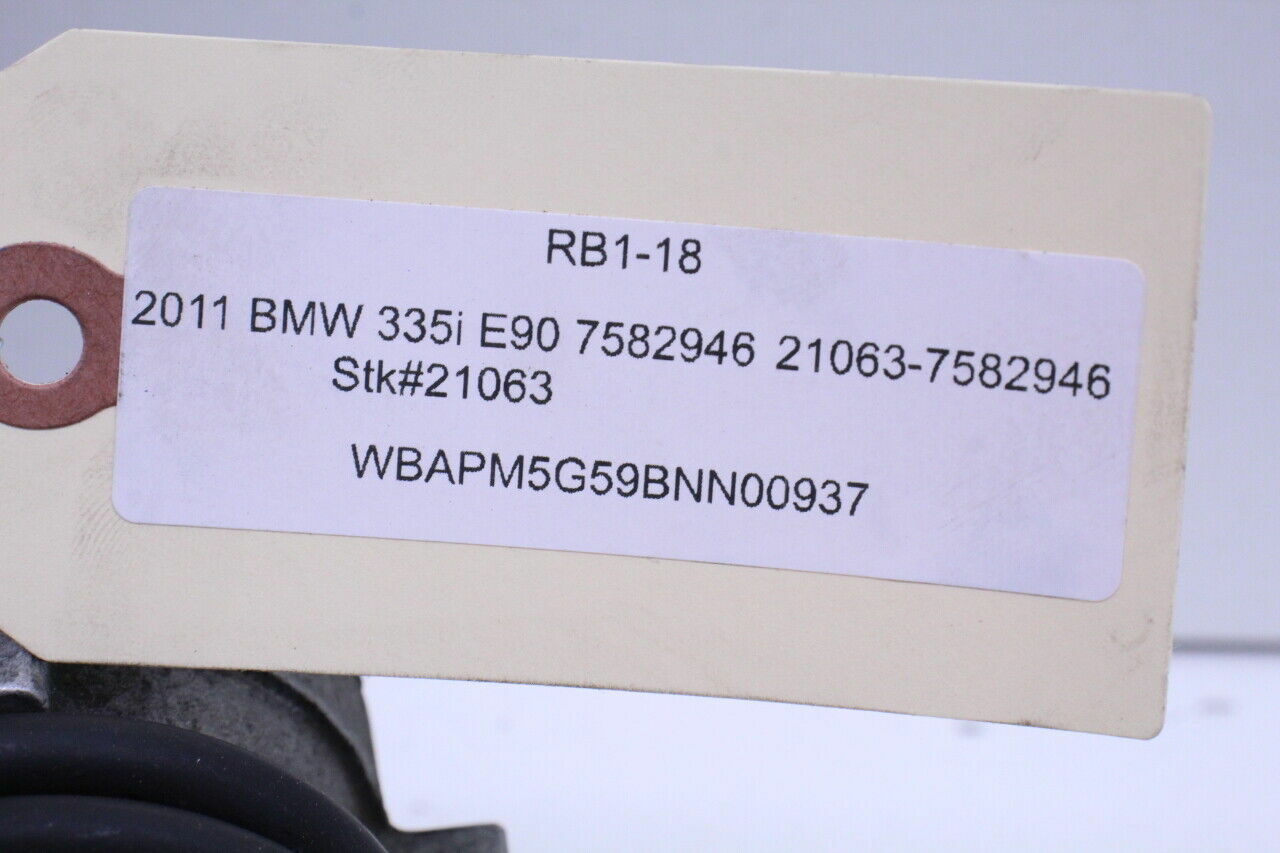 RB1-18
2011 BMW 335i E90 7582946 21063-7582946
Stk#21063
WBAPM5G59BNN00937